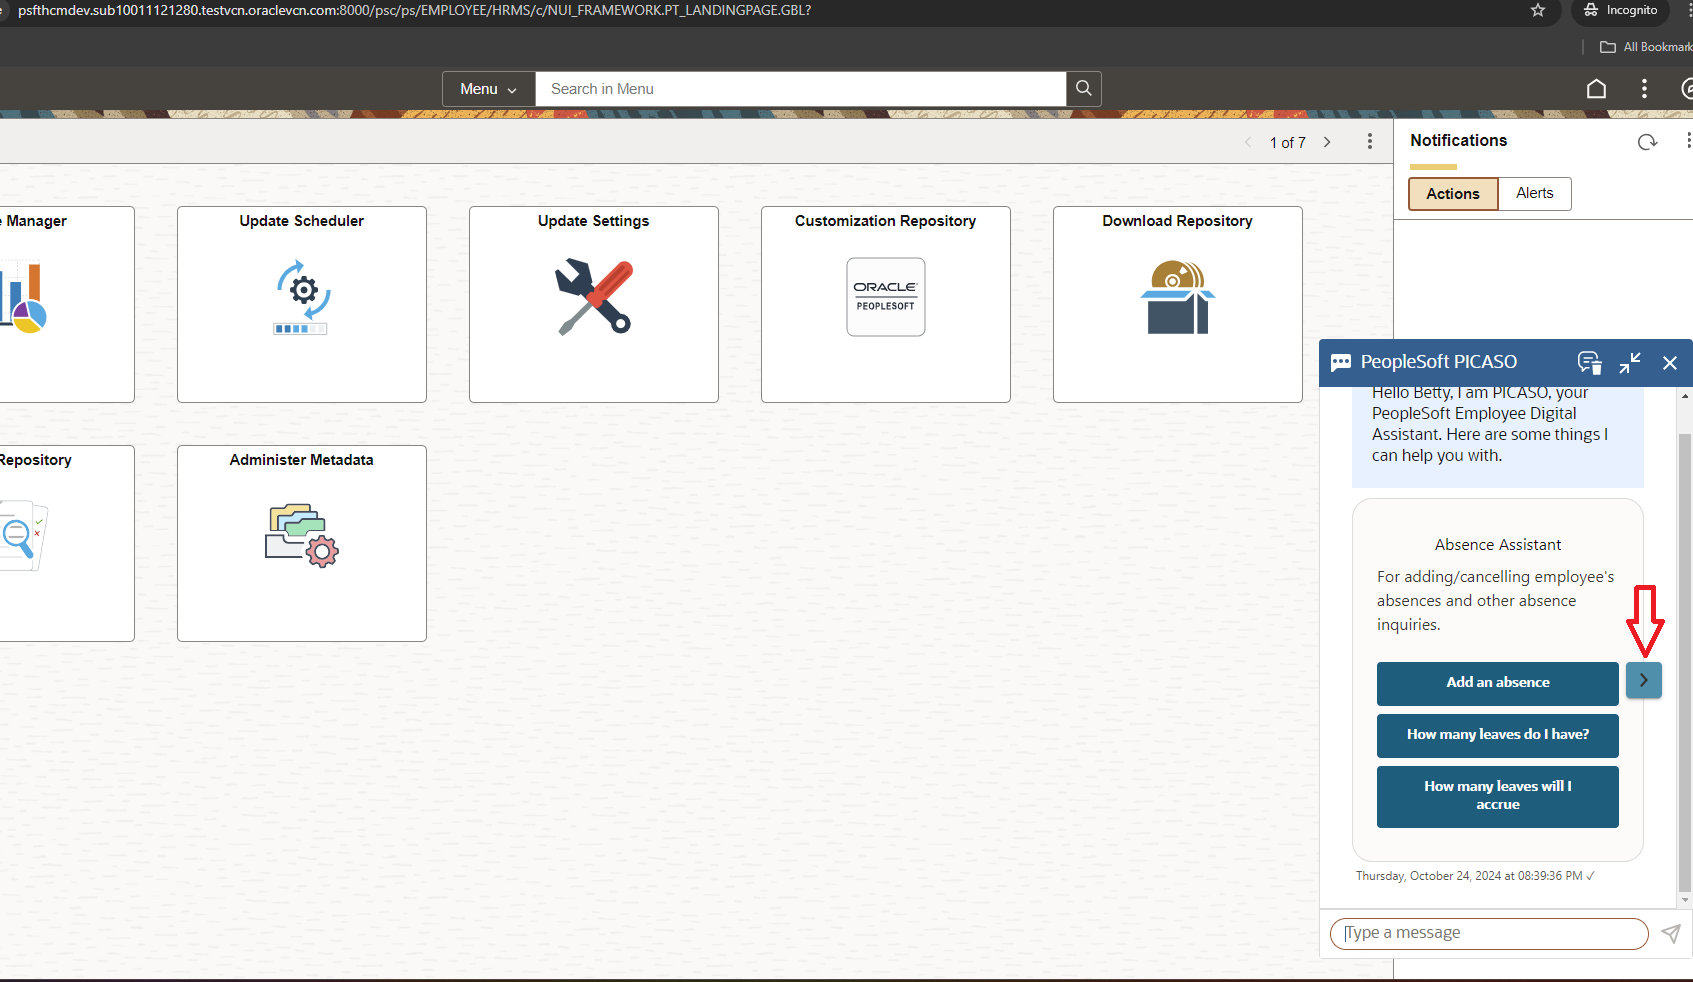 psfthcmdev.sub10011121280.testvcn.oraclevcn.com:8000/psc/ps/EMPLOYEE/HRMS/c/NUI_FRAMEWORK.PT_LANDINGPAGE.GBL?
Incognito
All Bookmark
Menu
Search in Menu
1 of 7
Notifications
Actions
Alerts
e Manager
Update Scheduler
Update Settings
Customization Repository
ORACLE
PEOPLESOFT
Download Repository
Repository
Administer Metadata
PeopleSoft PICASO
Hello Betty, I am PICASO, your
PeopleSoft Employee Digital
Assistant. Here are some things I
can help you with.
Absence Assistant
For adding/cancelling employee's
absences and other absence
inquiries.
Add an absence
How many leaves do I have?
How many leaves will I
accrue
Thursday, October 24, 2024 at 08:39:36 PM ✓
Type a message